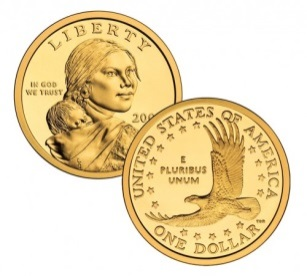 LIBERTY
IN GOD
WE TRUST
200
UNITED STATES OF AMERICA
E
PLURIBUS
UNUM
ONE DOLLAR